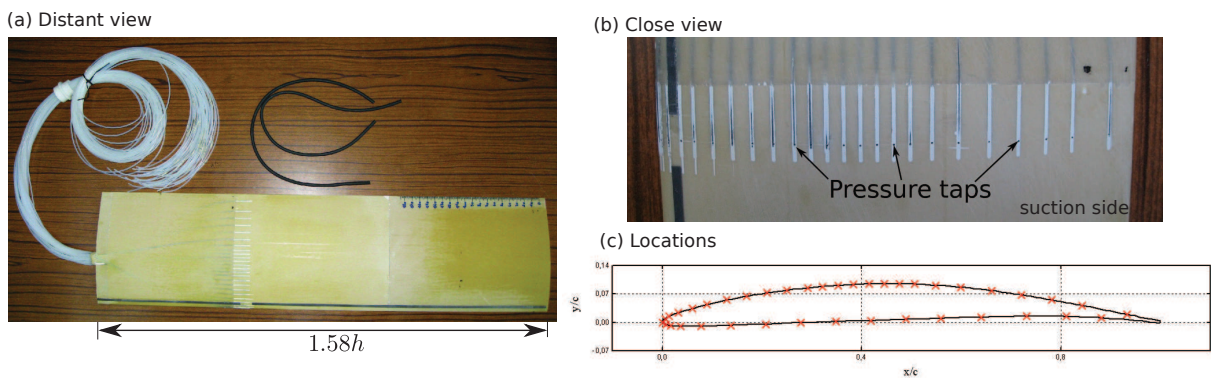 (a) Distant view
1.58h
(b) Close view
Pressure taps
suction side
(c) Locations
y/c
0,14
0,07
0,00
-0,07
0,0
0,4
0,8
x/c